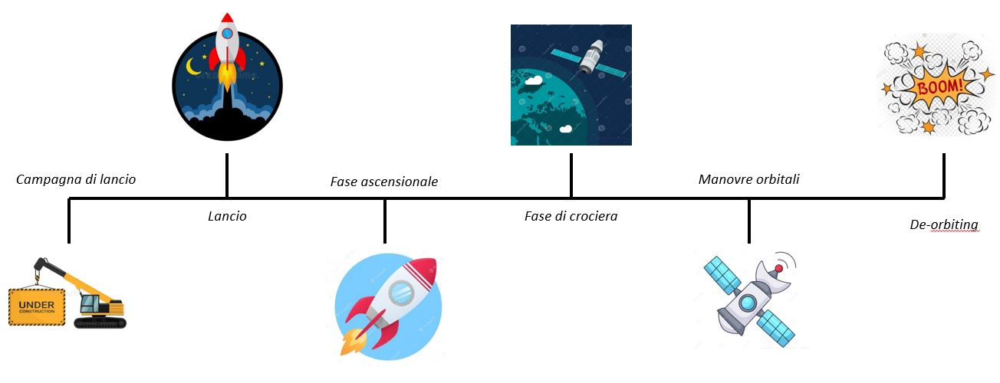 BOOM!
Campagna di lancio
Fase ascensionale
Manovre orbitali
Lancio
Fase di crociera
De-orbiting
UNDER
CONSTRUCTION